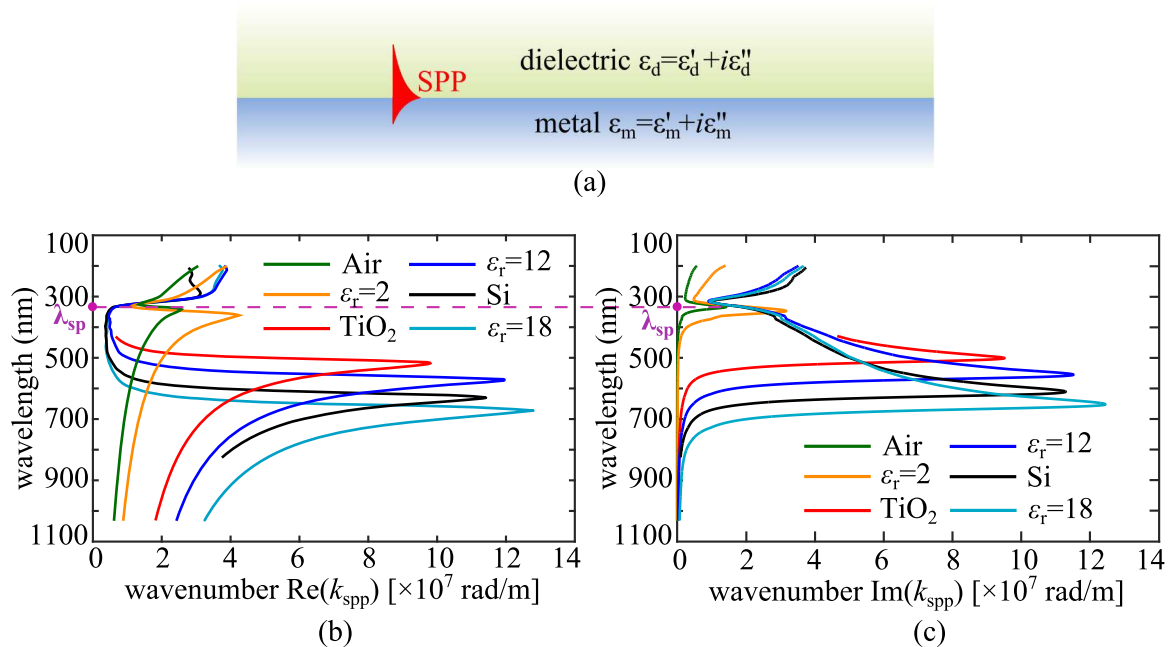 dielectric ε_d=ε'_d+iε''_d
SPP
metal ε_m=ε'_m+iε''_m
(a)
100
300
λ_sp
500
700
900
1100
wavelength (nm)
0 2 4 6 8 10 12 14
wavenumber Re(k_spp) [×10^7 rad/m]
Air
ε_r=2
TiO_2
ε_r=12
Si
ε_r=18
(b)
100
300
λ_sp
500
700
900
1100
wavelength (nm)
0 2 4 6 8 10 12 14
wavenumber Im(k_spp) [×10^7 rad/m]
Air
ε_r=2
TiO_2
ε_r=12
Si
ε_r=18
(c)